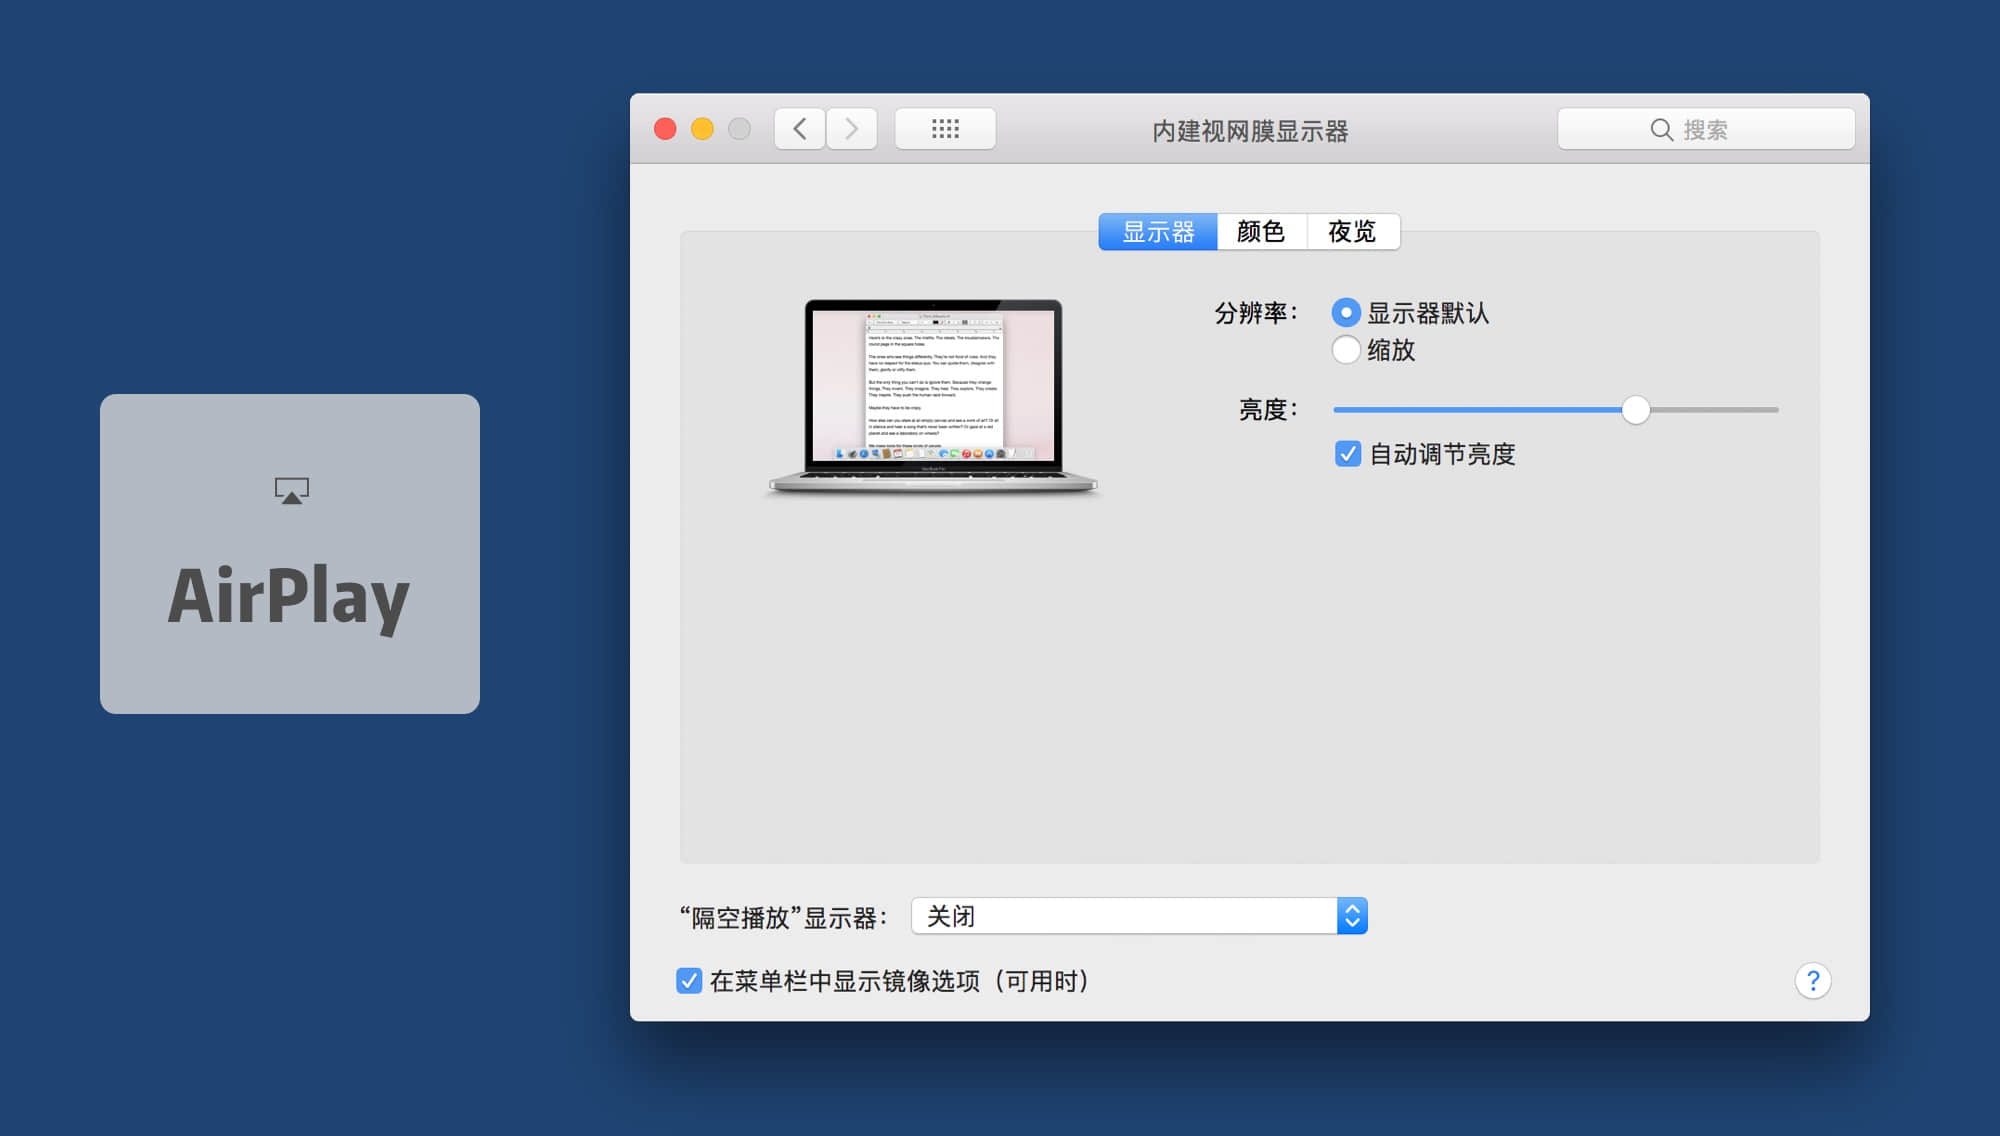 内建视网膜显示器
搜索
显示器
颜色
夜览
分辨率：
显示器默认
缩放
亮度：
自动调节亮度
AirPlay
“隔空播放”显示器：
关闭
在菜单栏中显示镜像选项（可用时）
?